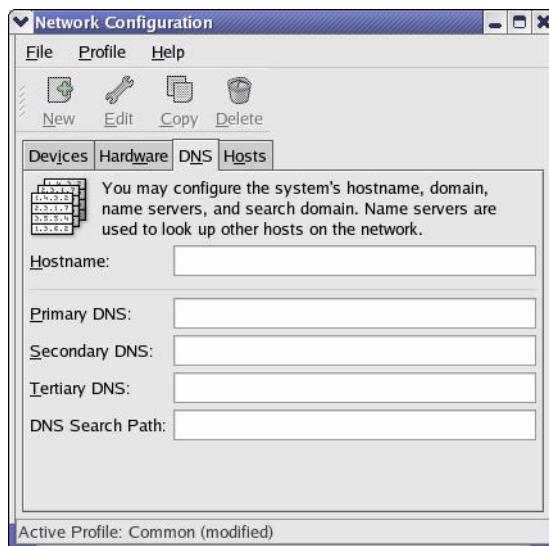 Network Configuration
File Profile Help
New Edit Copy Delete
Devices Hardware DNS Hosts
You may configure the system's hostname, domain,
name servers, and search domain. Name servers are
used to look up other hosts on the network.
Hostname:
Primary DNS:
Secondary DNS:
Tertiary DNS:
DNS Search Path:
Active Profile: Common (modified)